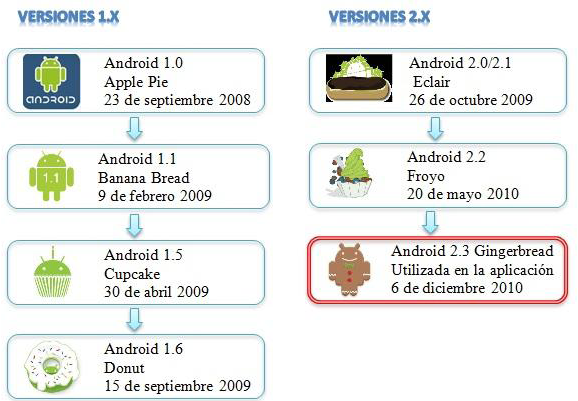 VERSIONES 1.X
Android 1.0
Apple Pie
23 de septiembre 2008
ANDROID
Android 1.1
Banana Bread
9 de febrero 2009
1.1
Android 1.5
Cupcake
30 de abril 2009
Android 1.6
Donut
15 de septiembre 2009
VERSIONES 2.X
Android 2.0/2.1
Eclair
26 de octubre 2009
Android 2.2
Froyo
20 de mayo 2010
Android 2.3 Gingerbread
Utilizada en la aplicación
6 de diciembre 2010